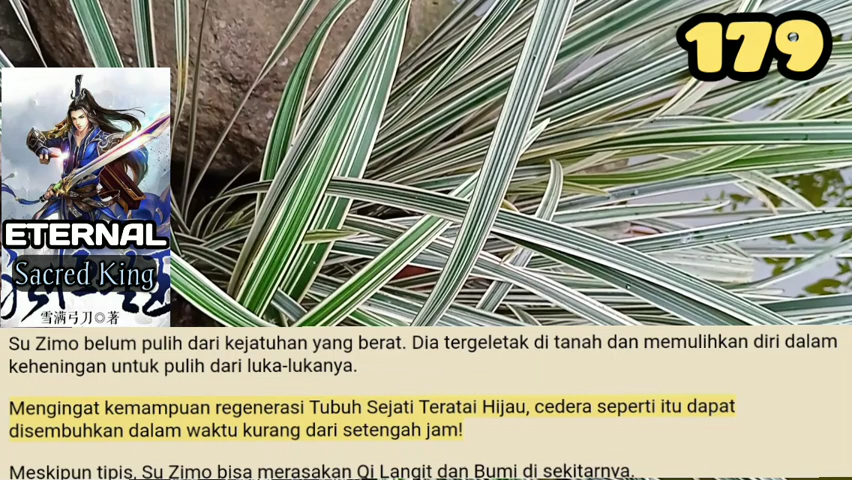 179
ETERNAL
Sacred King
雪满弓刀◎著
Su Zimo belum pulih dari kejatuhan yang berat. Dia tergeletak di tanah dan memulihkan diri dalam
keheningan untuk pulih dari luka-lukanya.
Mengingat kemampuan regenerasi Tubuh Sejati Teratai Hijau, cedera seperti itu dapat
disembuhkan dalam waktu kurang dari setengah jam!
Meskipun tipis, Su Zimo bisa merasakan Qi Langit dan Bumi di sekitarnya.